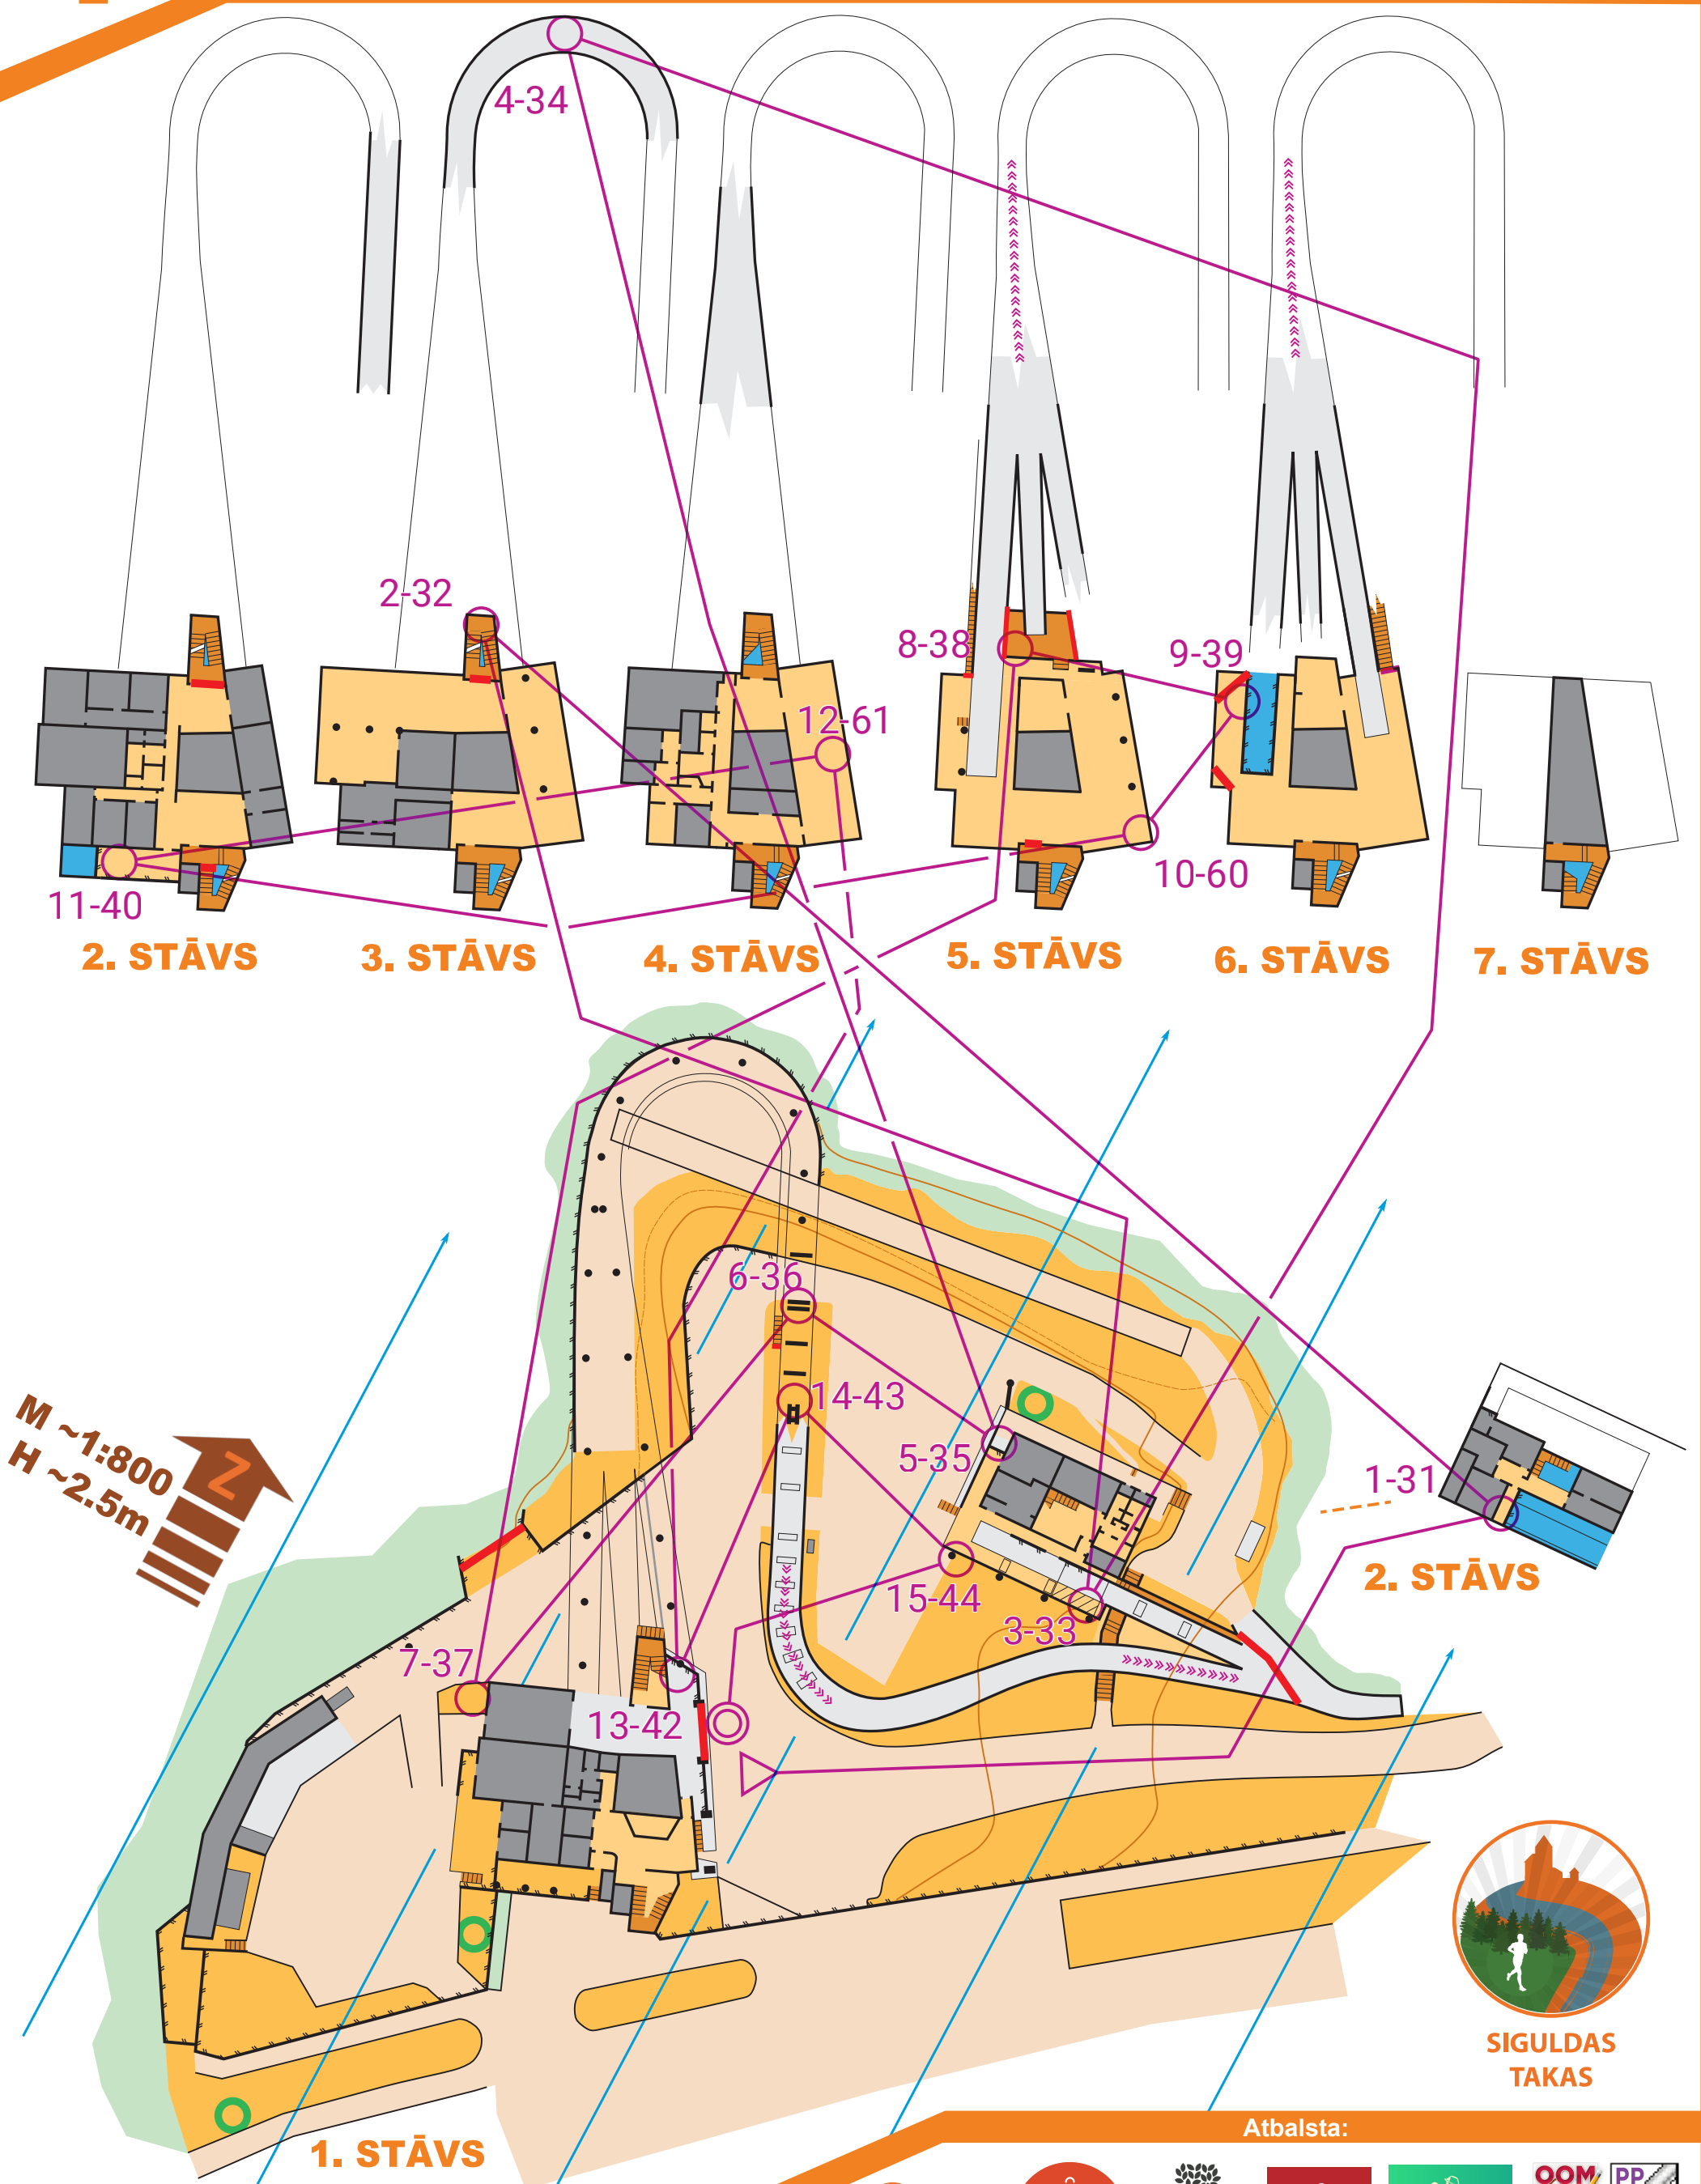 4-34
2-32
8-38
9-39
12-61
10-60
11-40
2. STĀVS
3. STĀVS
4. STĀVS
5. STĀVS
6. STĀVS
7. STĀVS
6-36
14-43
5-35
1-31
M ~1:800
H ~2.5m
Z
2. STĀVS
15-44
3-33
7-37
13-42
SIGULDAS
TAKAS
Atbalsta:
1. STĀVS
OOM
PP